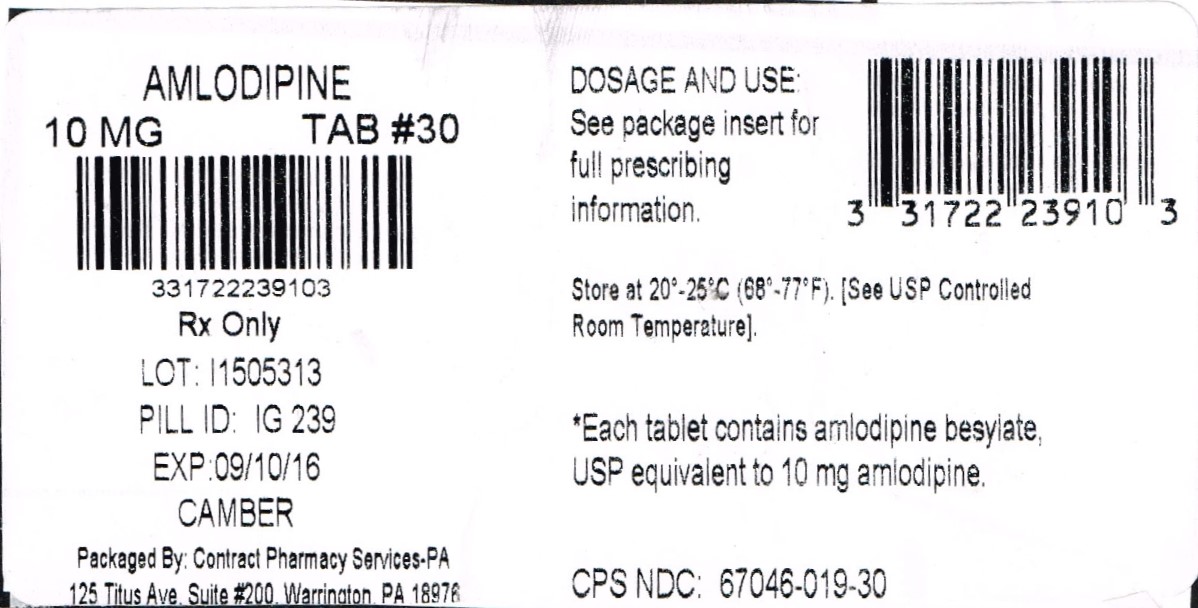 AMLODIPINE
10 MG TAB #30
331722239103
Rx Only
LOT: I1505313
PILL ID: IG 239
EXP:09/10/16
CAMBER
Packaged By: Contract Pharmacy Services-PA
125 Titus Ave. Suite #200, Warrington, PA 18976
DOSAGE AND USE:
See package insert for
full prescribing
information.
3 31722 23910 3
Store at 20°-25°C (68°-77°F). [See USP Controlled
Room Temperature].
*Each tablet contains amlodipine besylate,
USP equivalent to 10 mg amlodipine.
CPS NDC: 67046-019-30